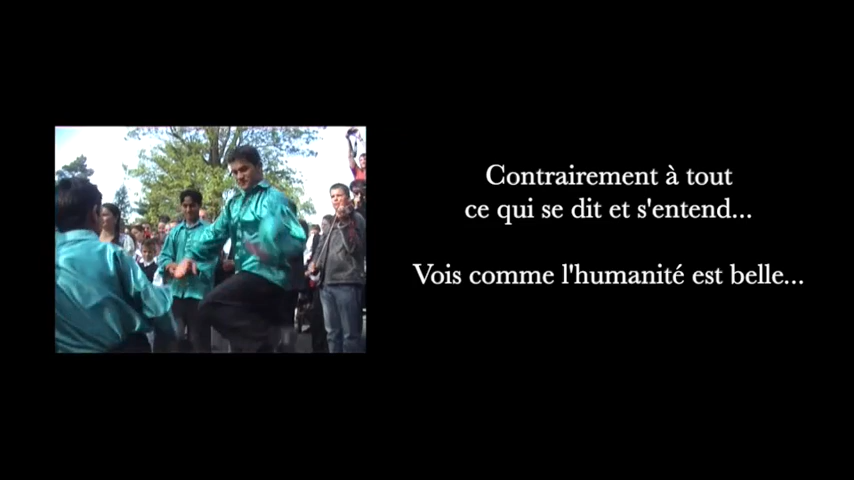 Contrairement à tout
ce qui se dit et s'entend...
Vois comme l'humanité est belle...